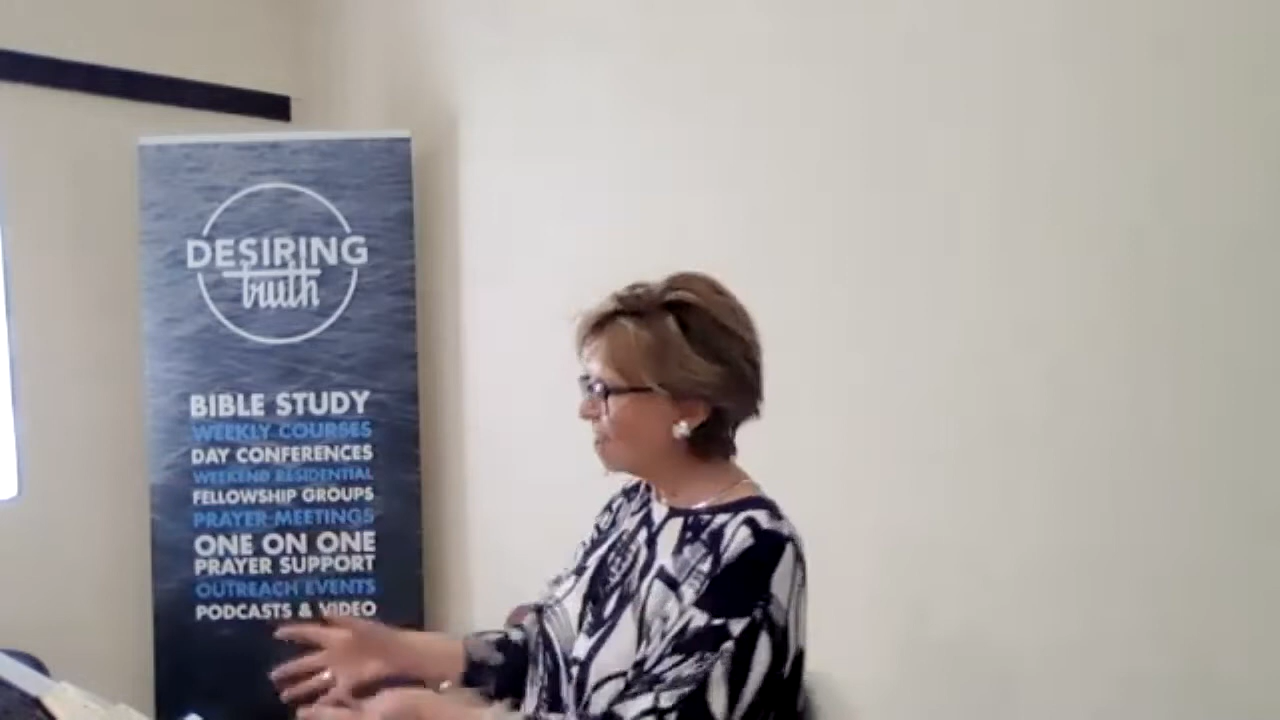 DESIRING
truth
BIBLE STUDY
WEEKLY COURSES
DAY CONFERENCES
WEEKEND RESIDENTIAL
FELLOWSHIP GROUPS
PRAYER MEETINGS
ONE ON ONE
PRAYER SUPPORT
OUTREACH EVENTS
PODCASTS & VIDEO